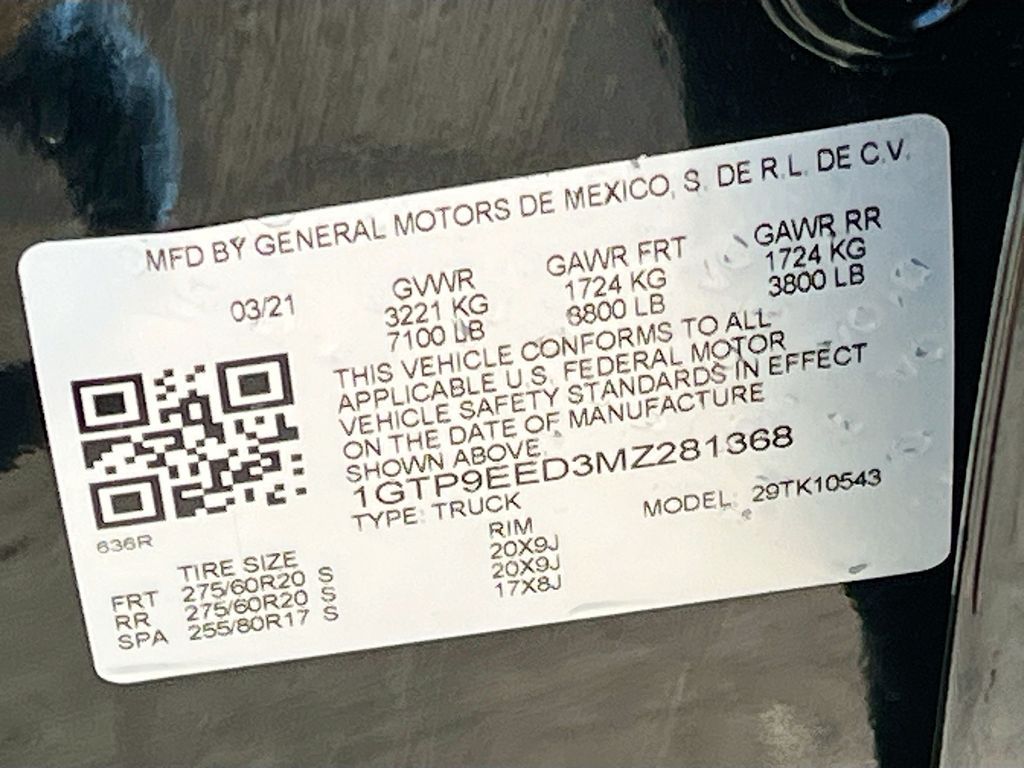 MFD BY GENERAL MOTORS DE MEXICO, S. DE R.L. DE C.V.
03/21 GVWR GAWR FRT GAWR RR
3221 KG 1724 KG 1724 KG
7100 LB 3800 LB 3800 LB
THIS VEHICLE CONFORMS TO ALL
APPLICABLE U.S. FEDERAL MOTOR
VEHICLE SAFETY STANDARDS IN EFFECT
ON THE DATE OF MANUFACTURE
SHOWN ABOVE.
1GTP9EED3MZ281368
TYPE: TRUCK MODEL: 29TK10543
636R
TIRE SIZE RIM
FRT 275/60R20 S 20X9J
RR 275/60R20 S 20X9J
SPA 255/80R17 S 17X8J